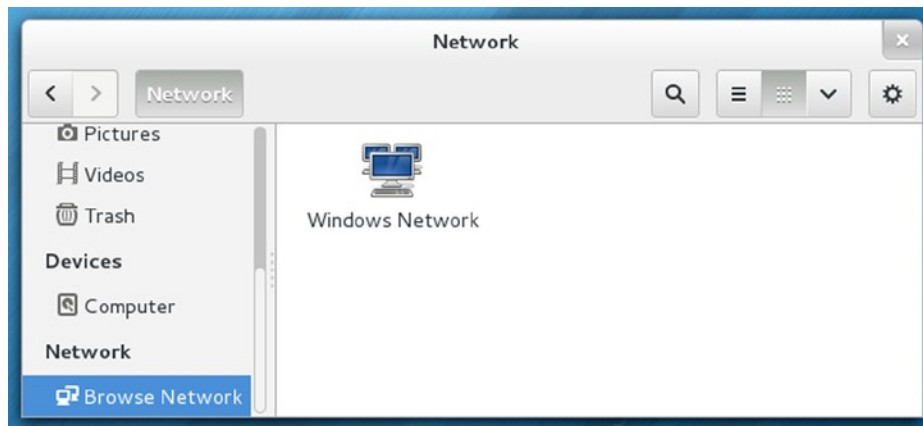 Network
Network
Pictures
Videos
Trash
Devices
Computer
Network
Browse Network
Windows Network